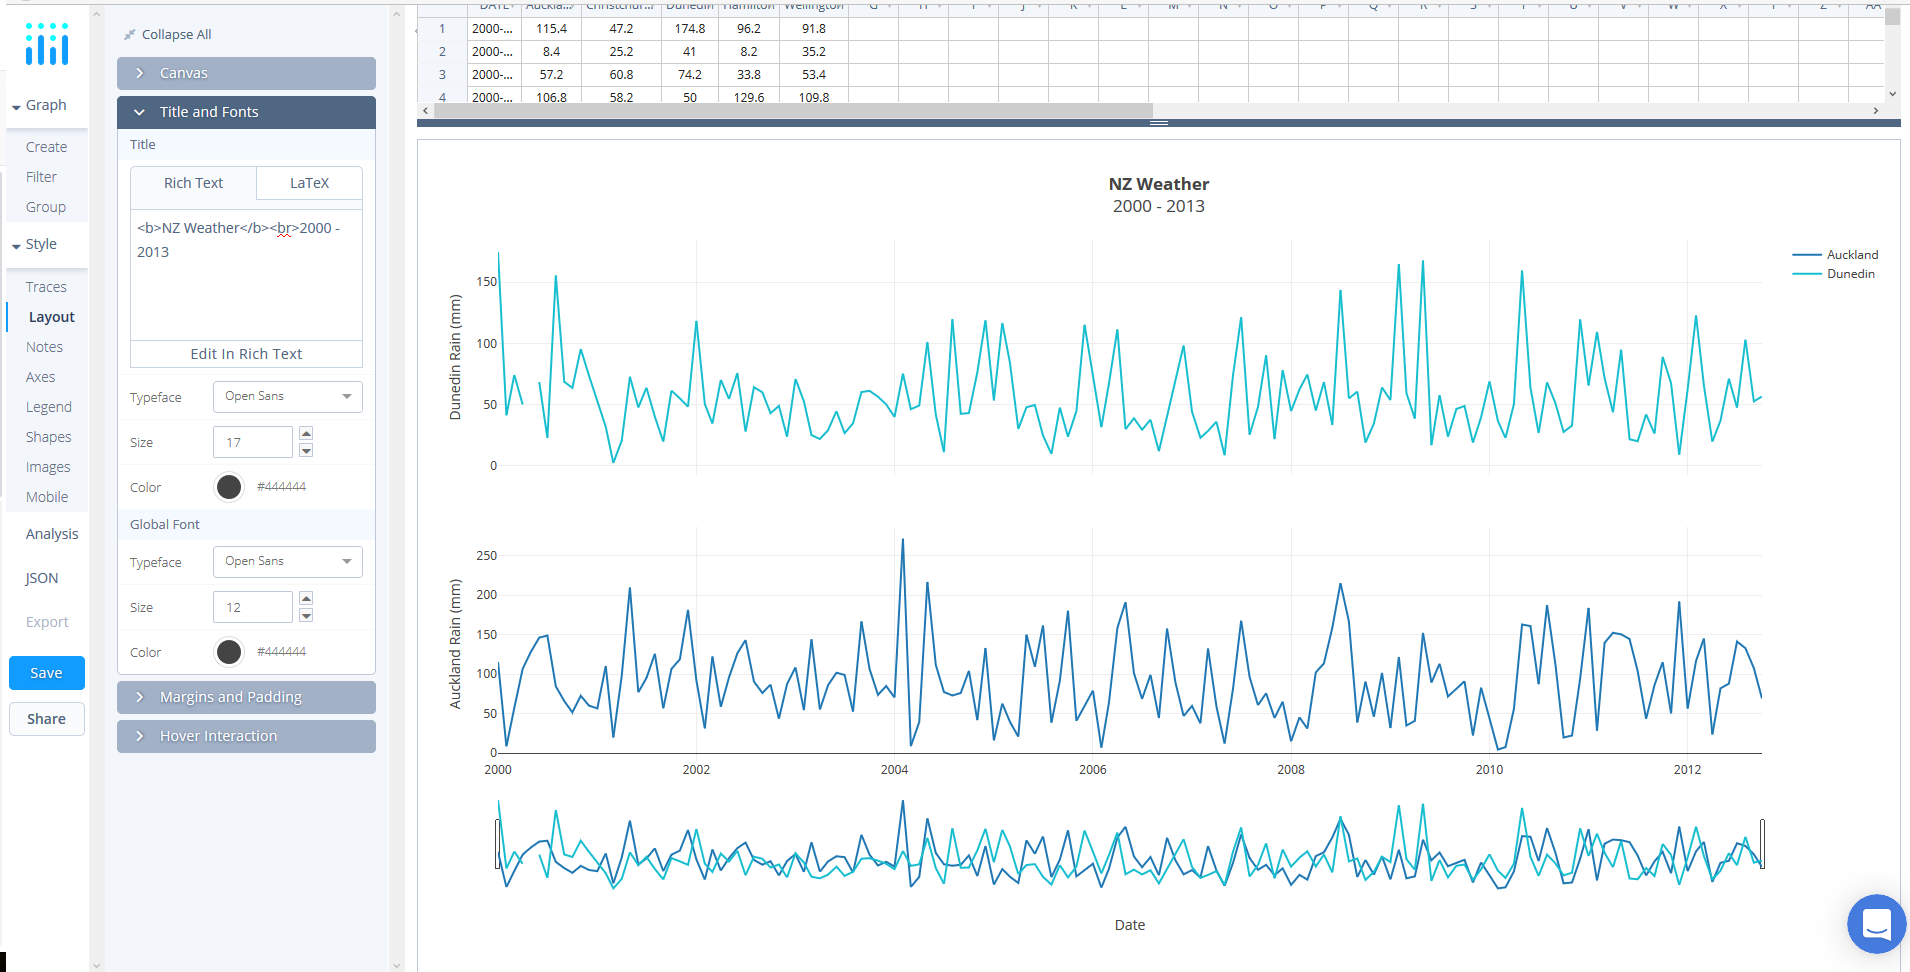 DATE Auckla... Christchur... Dunedin Hamilton Wellington G H I J K L M N O P Q R S T U V W X Y Z AA
1 2000-... 115.4 47.2 174.8 96.2 91.8
2 2000-... 8.4 25.2 41 8.2 35.2
3 2000-... 57.2 60.8 74.2 33.8 53.4
4 2000-... 106.8 58.2 50 129.6 109.8
Graph
Create
Filter
Group
Style
Traces
Layout
Notes
Axes
Legend
Shapes
Images
Mobile
Analysis
JSON
Export
Save
Share
Collapse All
Canvas
Title and Fonts
Title
Rich Text LaTeX
<b>NZ Weather</b><br>2000 -
2013
Edit In Rich Text
Typeface Open Sans
Size 17
Color #444444
Global Font
Typeface Open Sans
Size 12
Color #444444
Margins and Padding
Hover Interaction
NZ Weather
2000 - 2013
Auckland
Dunedin
Dunedin Rain (mm)
150
100
50
0
Auckland Rain (mm)
250
200
150
100
50
0
2000 2002 2004 2006 2008 2010 2012
Date